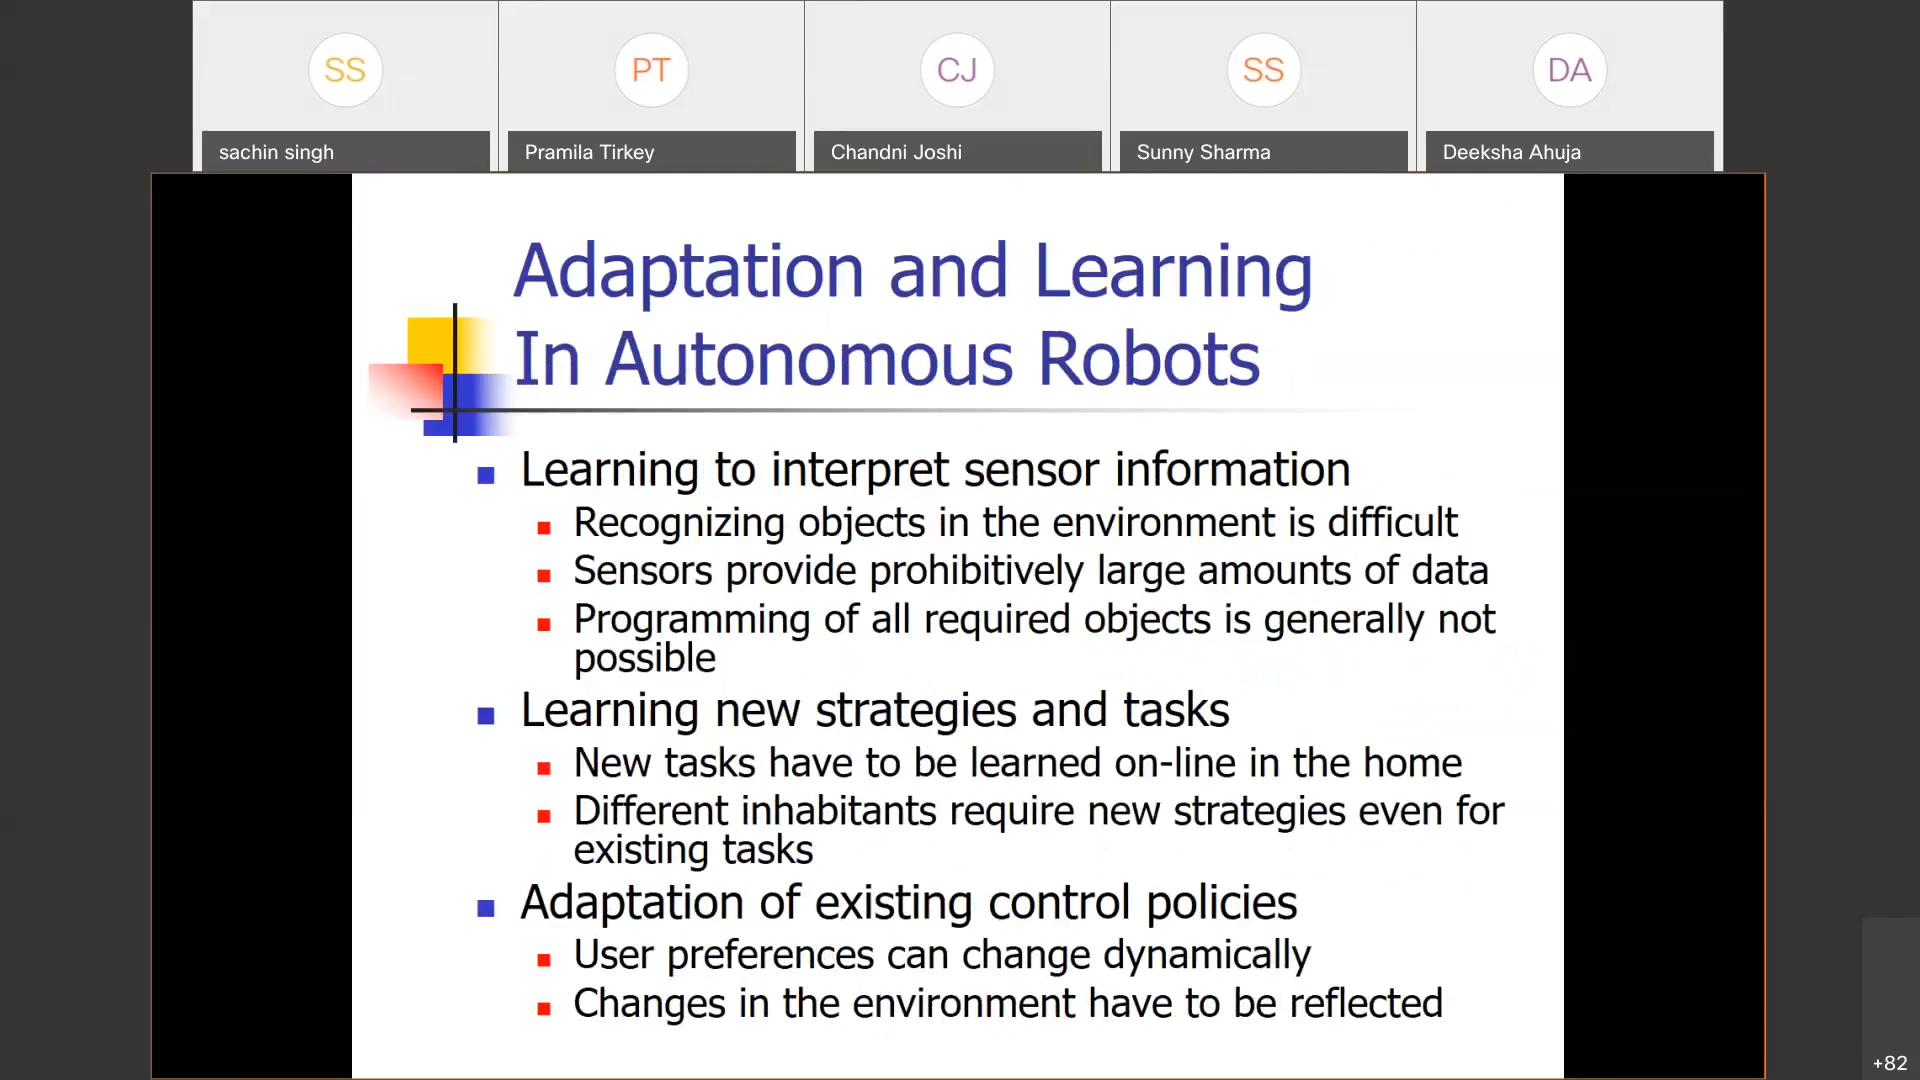 SS
PT
CJ
SS
DA
sachin singh
Pramila Tirkey
Chandni Joshi
Sunny Sharma
Deeksha Ahuja
Adaptation and Learning
In Autonomous Robots
Learning to interpret sensor information
Recognizing objects in the environment is difficult
Sensors provide prohibitively large amounts of data
Programming of all required objects is generally not
possible
Learning new strategies and tasks
New tasks have to be learned on-line in the home
Different inhabitants require new strategies even for
existing tasks
Adaptation of existing control policies
User preferences can change dynamically
Changes in the environment have to be reflected
+82